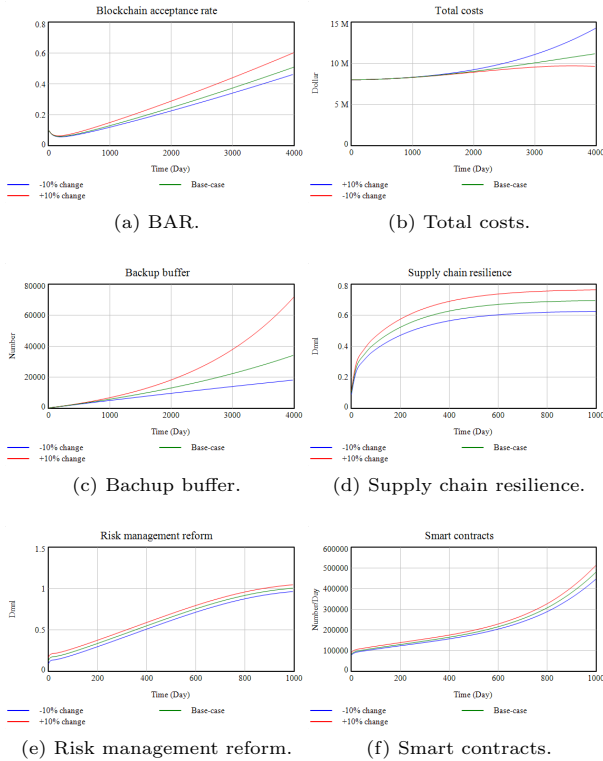 Blockchain acceptance rate
0.8
0.6
0.4
0.2
0
0 1000 2000 3000 4000
Time (Day)
-10% change Base-case
+10% change
(a) BAR.
Total costs
15 M
10 M
5 M
0
Dollar
0 1000 2000 3000 4000
Time (Day)
+10% change Base-case
-10% change
(b) Total costs.
Backup buffer
80000
60000
40000
20000
0
Number
0 1000 2000 3000 4000
Time (Day)
-10% change Base-case
+10% change
(c) Bachup buffer.
Supply chain resilience
0.8
0.6
0.4
0.2
0
Dmnl
0 200 400 600 800 1000
Time (Day)
-10% change Base-case
+10% change
(d) Supply chain resilience.
Risk management reform
1.5
1
0.5
0
Dmnl
0 200 400 600 800 1000
Time (Day)
-10% change Base-case
+10% change
(e) Risk management reform.
Smart contracts
600000
500000
400000
300000
200000
100000
0
Number/Day
0 200 400 600 800 1000
Time (Day)
-10% change Base-case
+10% change
(f) Smart contracts.